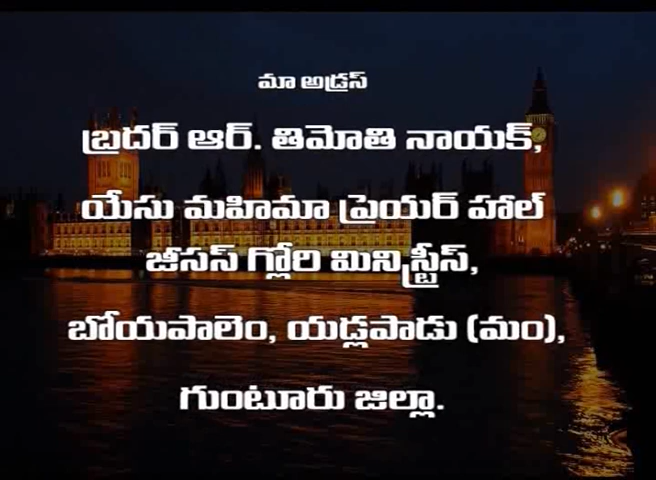 మా అడ్రస్
బ్రదర్ ఆర్. తిమోతి నాయక్,
యేసు మహిమా ప్రెయర్ హాల్
జీసస్ గ్లోరి మినిస్ట్రీస్,
బోయపాలెం, యడ్లపాడు (మం),
గుంటూరు జిల్లా.